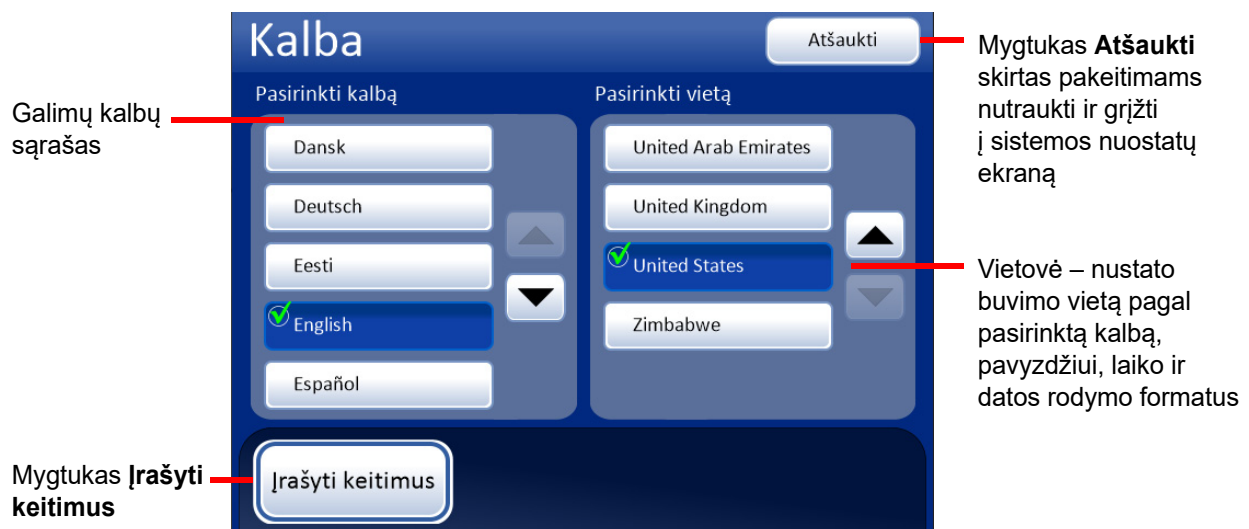 Kalba
Atšaukti
Pasirinkti kalbą
Pasirinkti vietą
Dansk
Deutsch
Eesti
English
Español
United Arab Emirates
United Kingdom
United States
Zimbabwe
Įrašyti keitimus
Galimų kalbų
sąrašas
Mygtukas Įrašyti
keitimus
Mygtukas Atšaukti
skirtas pakeitimams
nutraukti ir grįžti
į sistemos nuostatų
ekraną
Vietovė – nustato
buvimo vietą pagal
pasirinktą kalbą,
pavyzdžiui, laiko ir
datos rodymo formatus